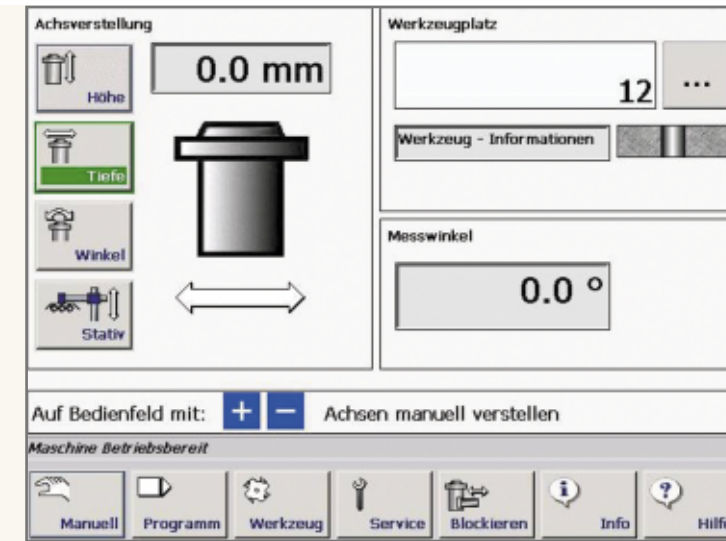 Achsverstellung
Höhe
0.0 mm
Tiefe
Winkel
Stativ
Werkzeugplatz
12
...
Werkzeug - Informationen
Messwinkel
0.0 °
Auf Bedienfeld mit: + - Achsen manuell verstellen
Maschine Betriebsbereit
Manuell Programm Werkzeug Service Blockieren Info Hilfe